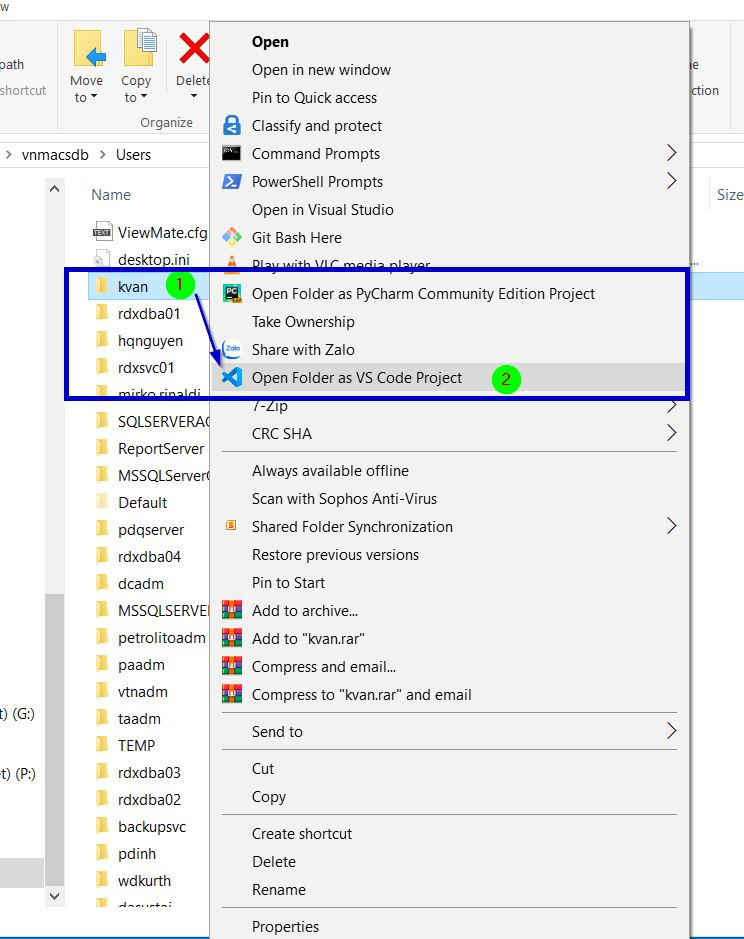 w
path
shortcut
Move
to
Copy
to
Delete
Organize
ne
ction
vnmacsdb > Users
Name
Size
ViewMate.cfg
desktop.ini
kvan
1
rdxdba01
hqnguyen
rdxsvc01
mirko.rinaldi
SQLSERVERAG
ReportServer
MSSQLServer
Default
pdqserver
rdxdba04
dcadm
MSSQLSERVE
petrolitoadm
paadm
vtnadm
taadm
TEMP
rdxdba03
rdxdba02
backupsvc
pdinh
wdkurth
t) (G:)
et) (P:)
Open
Open in new window
Pin to Quick access
Classify and protect
Command Prompts
PowerShell Prompts
Open in Visual Studio
Git Bash Here
Play with VLC media player
PC
Open Folder as PyCharm Community Edition Project
Take Ownership
Zalo
Share with Zalo
Open Folder as VS Code Project
2
7-Zip
CRC SHA
Always available offline
Scan with Sophos Anti-Virus
S
Shared Folder Synchronization
Restore previous versions
Pin to Start
Add to archive...
Add to "kvan.rar"
Compress and email...
Compress to "kvan.rar" and email
Send to
Cut
Copy
Create shortcut
Delete
Rename
Properties